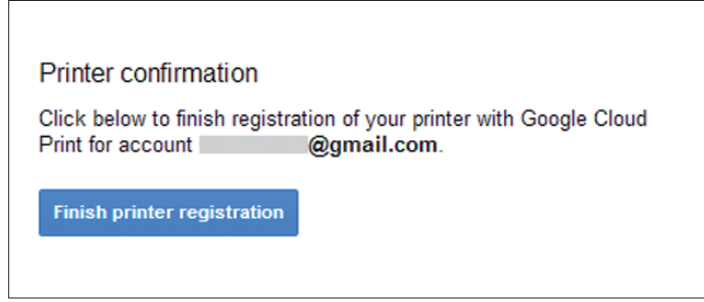 Printer confirmation
Click below to finish registration of your printer with Google Cloud
Print for account @gmail.com.
Finish printer registration